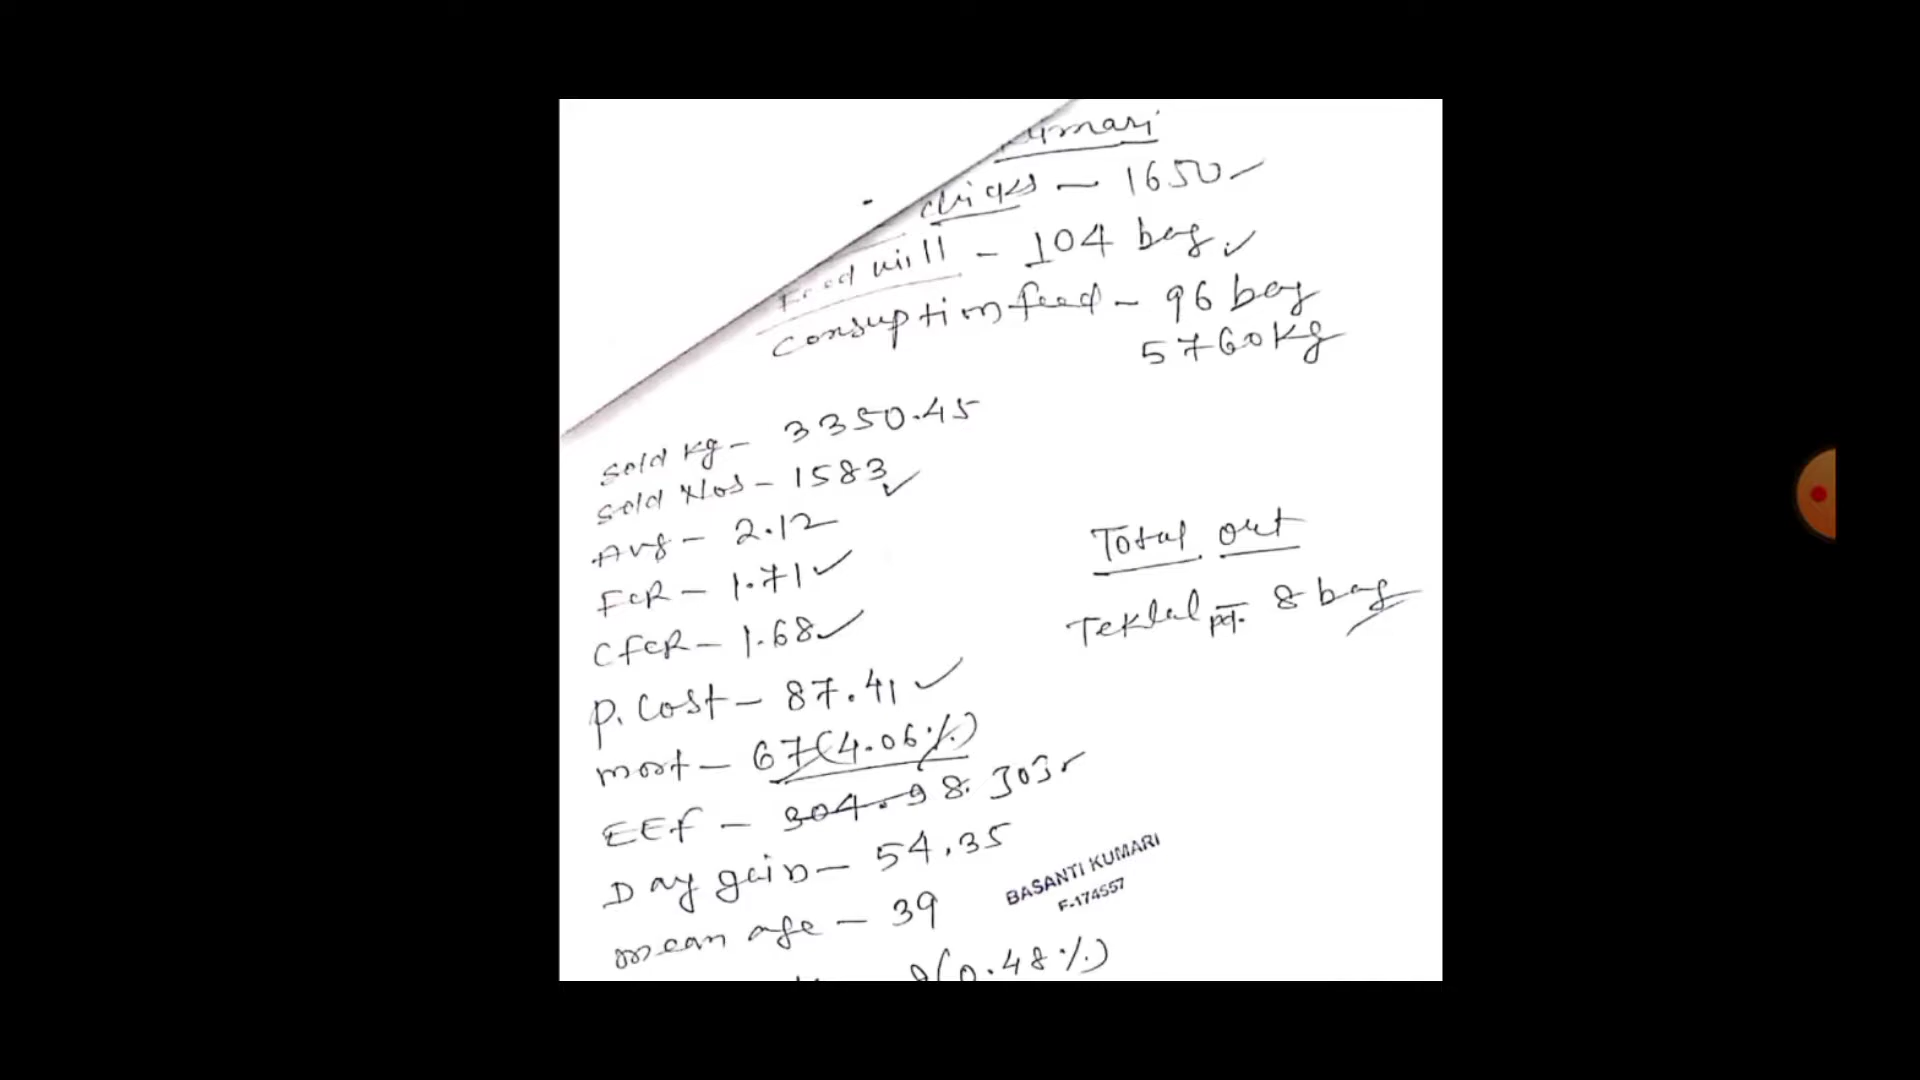 umari
chicks - 1650
Feed mill - 104 bag
Consuption feed - 96 bag
5760 Kg
Sold Kg - 3350.45
Sold Nos - 1583
Avg - 2.12
FCR - 1.71
CFCR - 1.68
P. Cost - 87.41
mort - 67 (4.06%)
EEf - 304.98. 303
Day gain - 54.35
mean age - 39
(0.48%)
Total out
Teklal pd. 8 bag
BASANTI KUMARI
F-174557